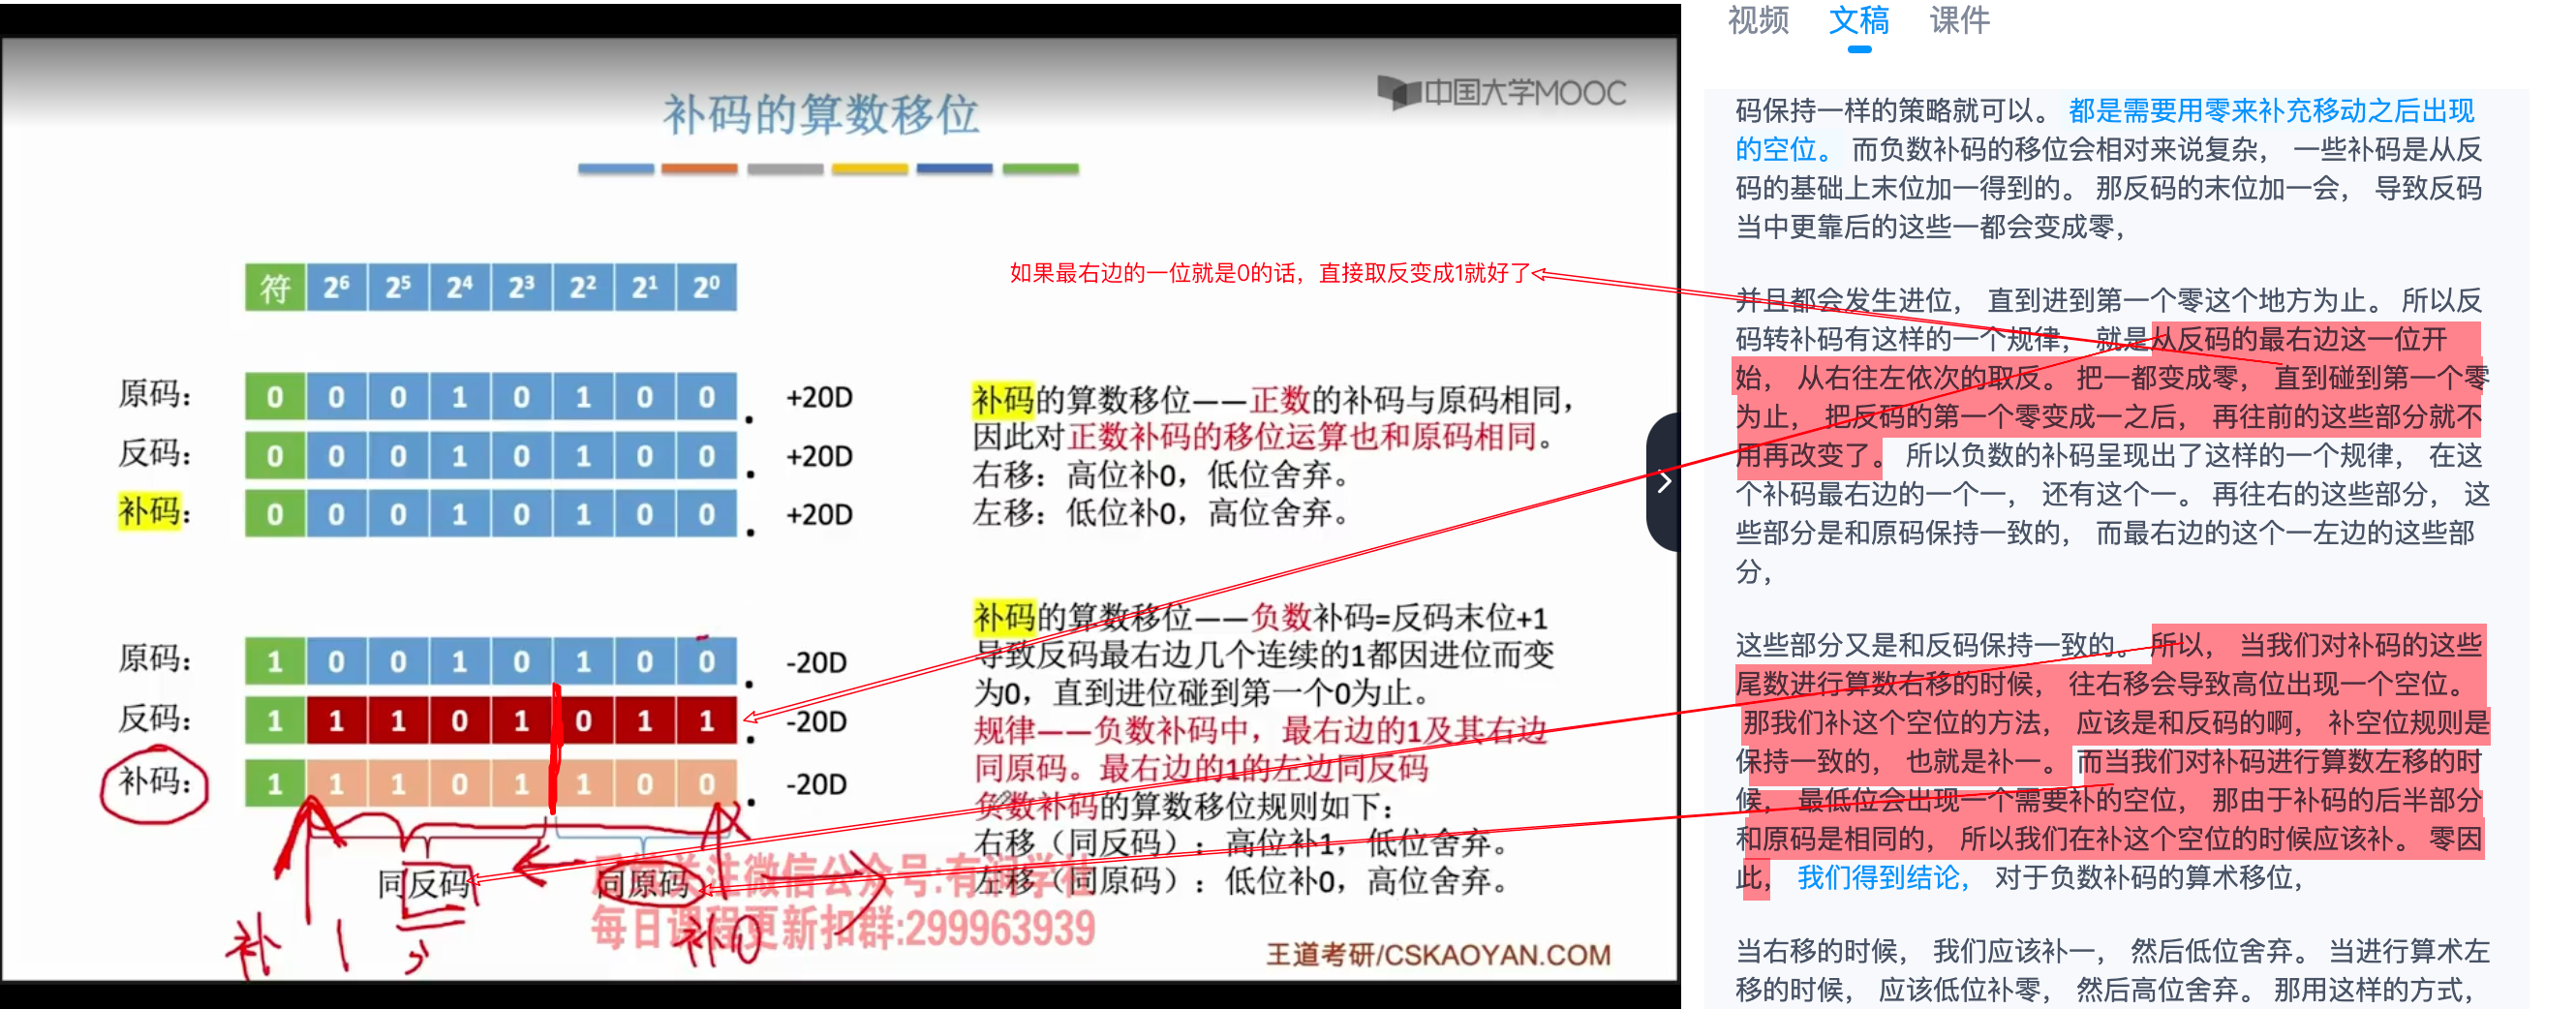 中国大学MOOC
补码的算数移位
符 2⁶ 2⁵ 2⁴ 2³ 2² 2¹ 2⁰
如果最右边的一位就是0的话，直接取反变成1就好了
原码： 0 0 0 1 0 1 0 0 . +20D
反码： 0 0 0 1 0 1 0 0 . +20D
补码： 0 0 0 1 0 1 0 0 . +20D
补码的算数移位——正数的补码与原码相同，
因此对正数补码的移位运算也和原码相同。
右移：高位补0，低位舍弃。
左移：低位补0，高位舍弃。
原码： 1 0 0 1 0 1 0 0 . -20D
反码： 1 1 1 0 1 0 1 1 . -20D
补码： 1 1 1 0 1 1 0 0 . -20D
同反码
同原码
补 1
补0
补码的算数移位——负数补码=反码末位+1
导致反码最右边几个连续的1都因进位而变
为0，直到进位碰到第一个0为止。
规律——负数补码中，最右边的1及其右边
同原码。最右边的1的左边同反码
负数补码的算数移位规则如下：
右移（同反码）：高位补1，低位舍弃。
左移（同原码）：低位补0，高位舍弃。
关注微信公众号:有润学社
每日课程更新扣群:299963939
王道考研/CSKAOYAN.COM
视频 文稿 课件
码保持一样的策略就可以。 都是需要用零来补充移动之后出现
的空位。 而负数补码的移位会相对来说复杂， 一些补码是从反
码的基础上末位加一得到的。 那反码的末位加一会， 导致反码
当中更靠后的这些一都会变成零，
并且都会发生进位， 直到进到第一个零这个地方为止。 所以反
码转补码有这样的一个规律， 就是从反码的最右边这一位开
始， 从右往左依次的取反。 把一都变成零， 直到碰到第一个零
为止， 把反码的第一个零变成一之后， 再往前的这些部分就不
用再改变了。 所以负数的补码呈现出了这样的一个规律， 在这
个补码最右边的一个一， 还有这个一。 再往右的这些部分， 这
些部分是和原码保持一致的， 而最右边的这个一左边的这些部
分，
这些部分又是和反码保持一致的。 所以， 当我们对补码的这些
尾数进行算数右移的时候， 往右移会导致高位出现一个空位。
那我们补这个空位的方法， 应该是和反码的啊， 补空位规则是
保持一致的， 也就是补一。 而当我们对补码进行算数左移的时
候， 最低位会出现一个需要补的空位， 那由于补码的后半部分
和原码是相同的， 所以我们在补这个空位的时候应该补。 零因
此， 我们得到结论， 对于负数补码的算术移位，
当右移的时候， 我们应该补一， 然后低位舍弃。 当进行算术左
移的时候， 应该低位补零， 然后高位舍弃。 那用这样的方式，